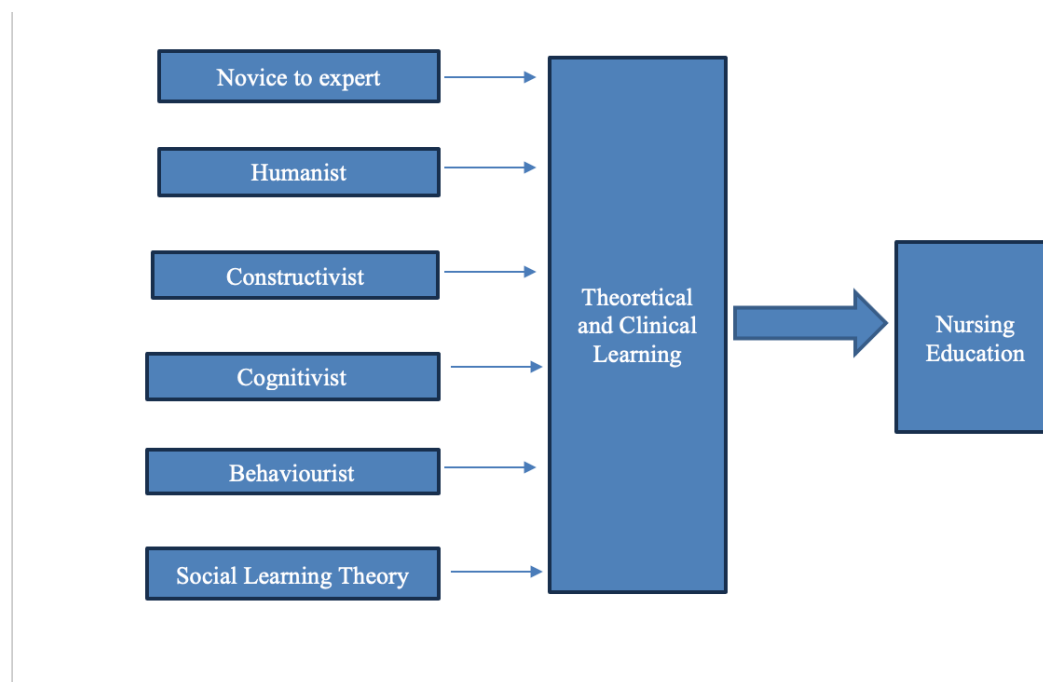 Novice to expert
Humanist
Constructivist
Cognitivist
Behaviourist
Social Learning Theory
Theoretical
and Clinical
Learning
Nursing
Education